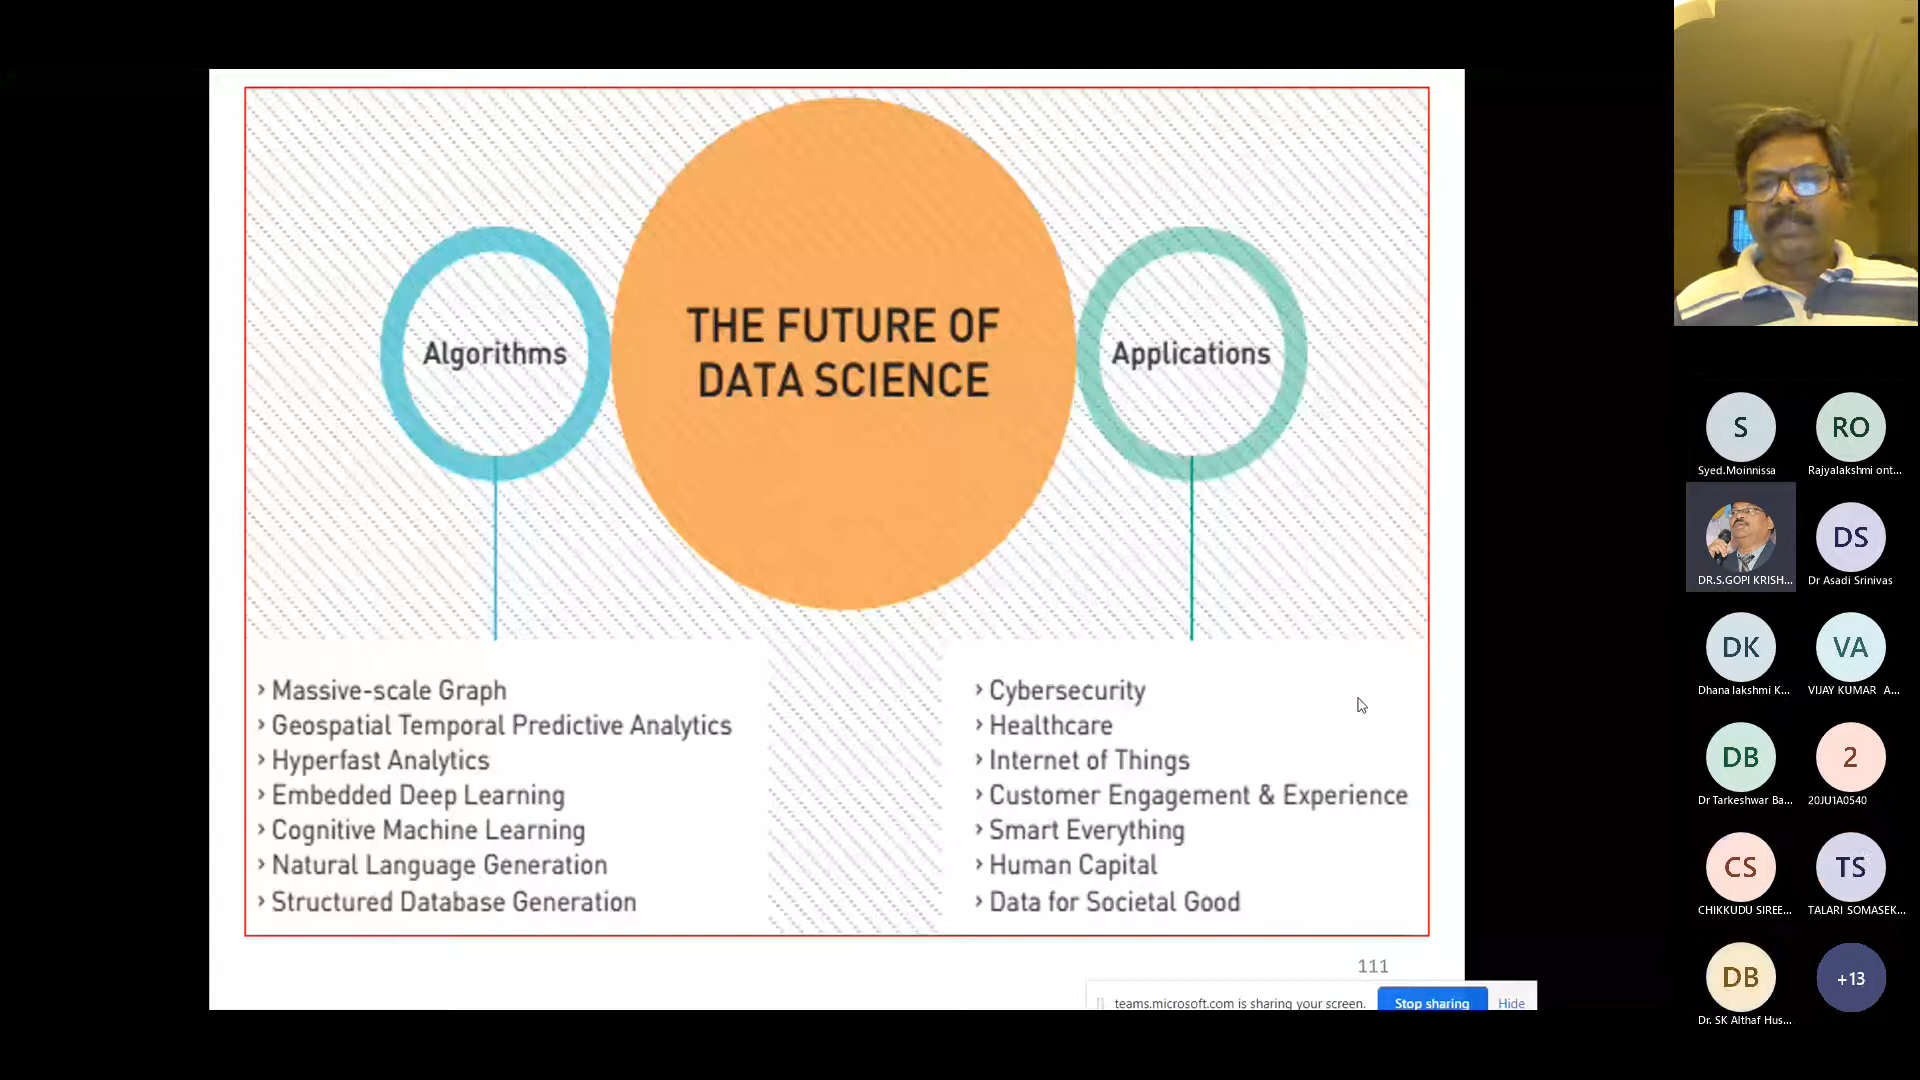 THE FUTURE OF
DATA SCIENCE
Algorithms
Applications
› Massive-scale Graph
› Geospatial Temporal Predictive Analytics
› Hyperfast Analytics
› Embedded Deep Learning
› Cognitive Machine Learning
› Natural Language Generation
› Structured Database Generation
› Cybersecurity
› Healthcare
› Internet of Things
› Customer Engagement & Experience
› Smart Everything
› Human Capital
› Data for Societal Good
111
teams.microsoft.com is sharing your screen.
Stop sharing
Hide
S
Syed.Moinnissa
RO
Rajyalakshmi ont...
DR.S.GOPI KRISH...
DS
Dr Asadi Srinivas
DK
Dhana lakshmi K...
VA
VIJAY KUMAR A...
DB
Dr Tarkeshwar Ba...
2
20JU1A0540
CS
CHIKKUDU SIREE...
TS
TALARI SOMASEK...
DB
Dr. SK Althaf Hus...
+13